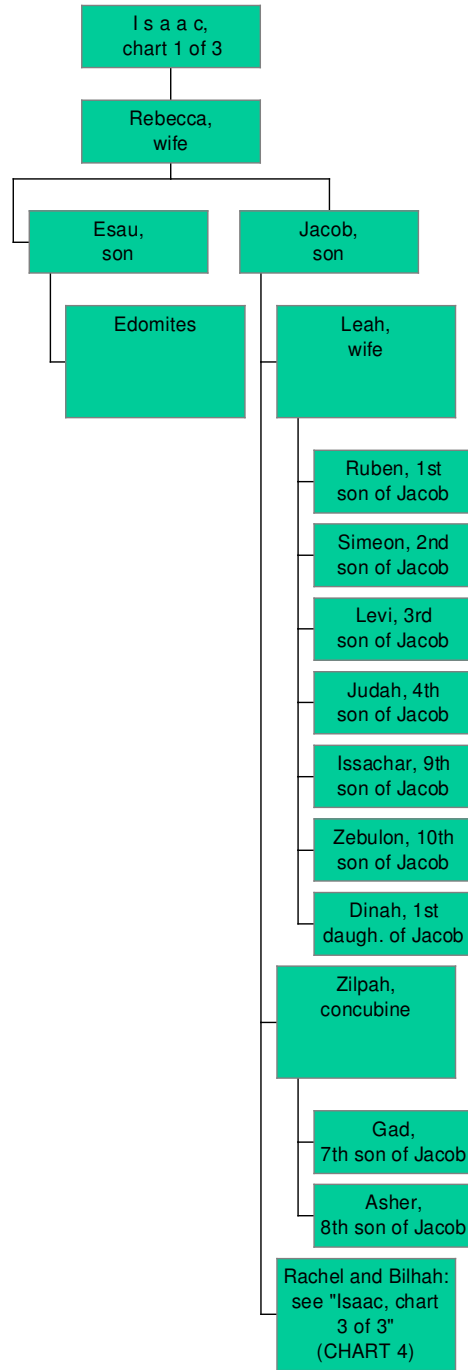 I s a a c,
chart 1 of 3
Rebecca,
wife
Esau,
son
Jacob,
son
Edomites
Leah,
wife
Ruben, 1st
son of Jacob
Simeon, 2nd
son of Jacob
Levi, 3rd
son of Jacob
Judah, 4th
son of Jacob
Issachar, 9th
son of Jacob
Zebulon, 10th
son of Jacob
Dinah, 1st
daugh. of Jacob
Zilpah,
concubine
Gad,
7th son of Jacob
Asher,
8th son of Jacob
Rachel and Bilhah:
see "Isaac, chart
3 of 3"
(CHART 4)